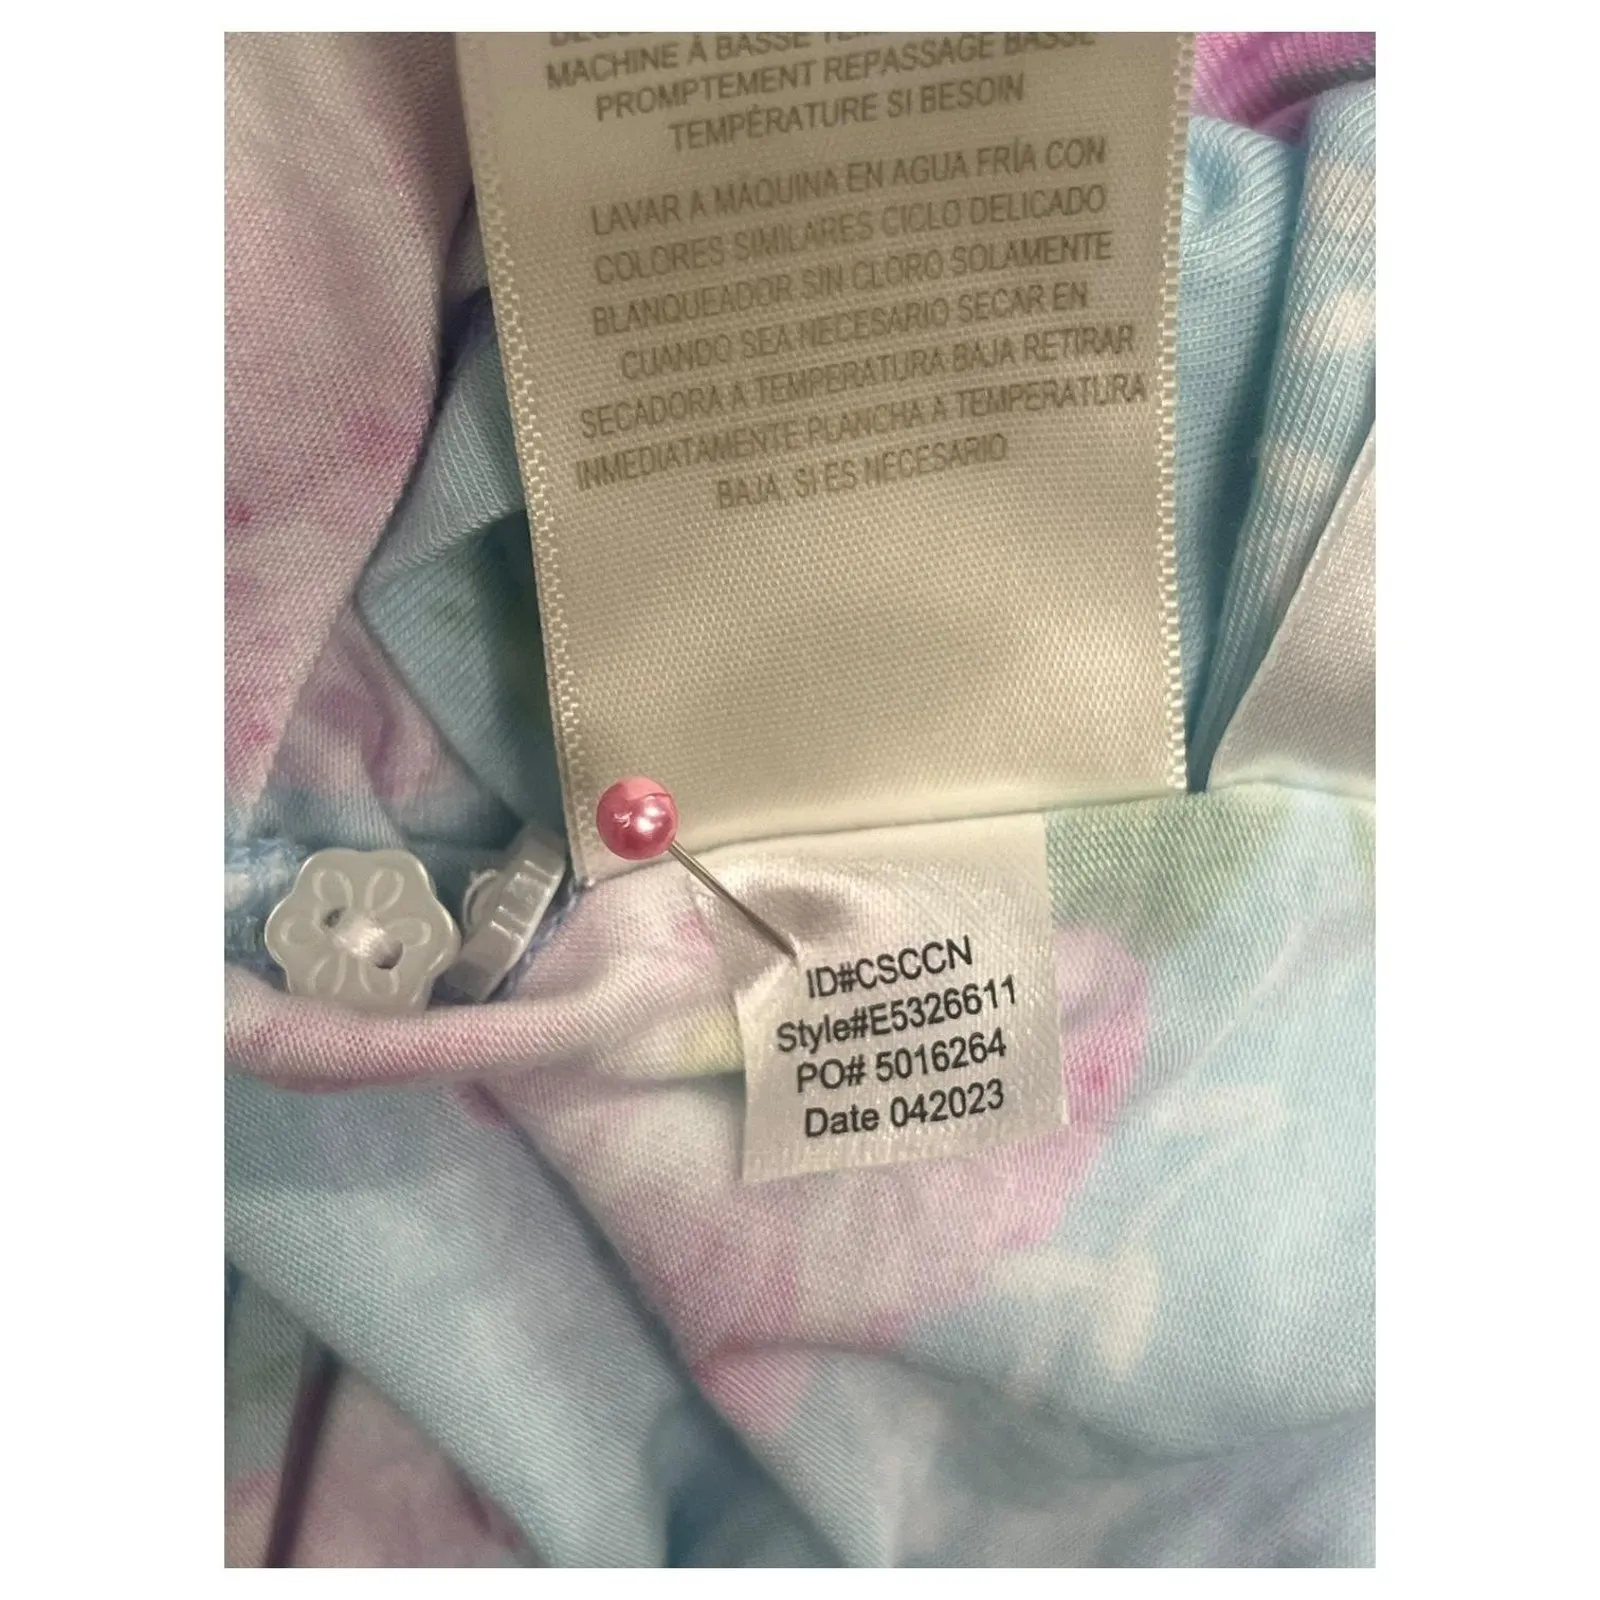 MACHINE À BASSE
PROMPTEMENT REPASSAGE BASSE
TEMPÉRATURE SI BESOIN
LAVAR A MÁQUINA EN AGUA FRÍA CON
COLORES SIMILARES CICLO DELICADO
BLANQUEADOR SIN CLORO SOLAMENTE
CUANDO SEA NECESARIO SECAR EN
SECADORA A TEMPERATURA BAJA RETIRAR
INMEDIATAMENTE PLANCHA A TEMPERATURA
BAJA, SI ES NECESARIO
ID#CSCCN
Style#E5326611
PO# 5016264
Date 042023